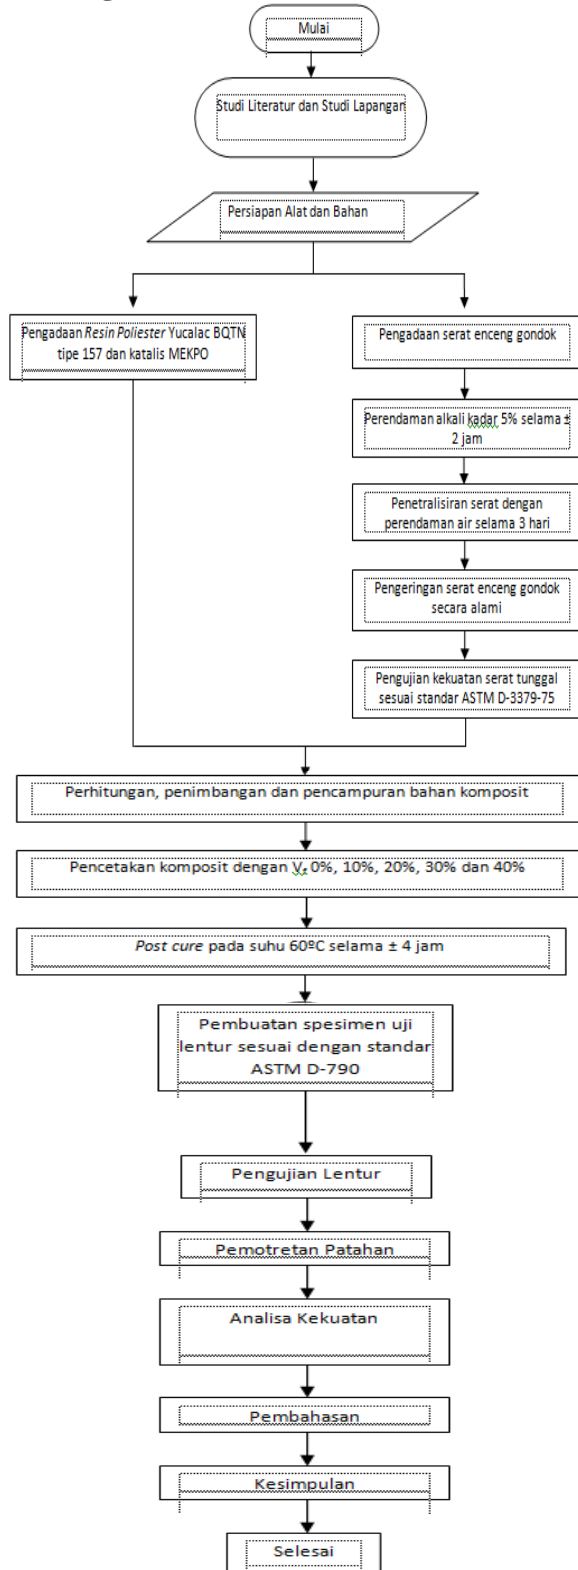 Mulai
Studi Literatur dan Studi Lapangan
Persiapan Alat dan Bahan
Pengadaan Resin Poliester Yucalac BQTN
tipe 157 dan katalis MEKPO
Pengadaan serat enceng gondok
Perendaman alkali kadar 5% selama ±
2 jam
Penetralisiran serat dengan
perendaman air selama 3 hari
Pengeringan serat enceng gondok
secara alami
Pengujian kekuatan serat tunggal
sesuai standar ASTM D-3379-75
Perhitungan, penimbangan dan pencampuran bahan komposit
Pencetakan komposit dengan Vf 0%, 10%, 20%, 30% dan 40%
Post cure pada suhu 60ºC selama ± 4 jam
Pembuatan spesimen uji
lentur sesuai dengan standar
ASTM D-790
Pengujian Lentur
Pemotretan Patahan
Analisa Kekuatan
Pembahasan
Kesimpulan
Selesai